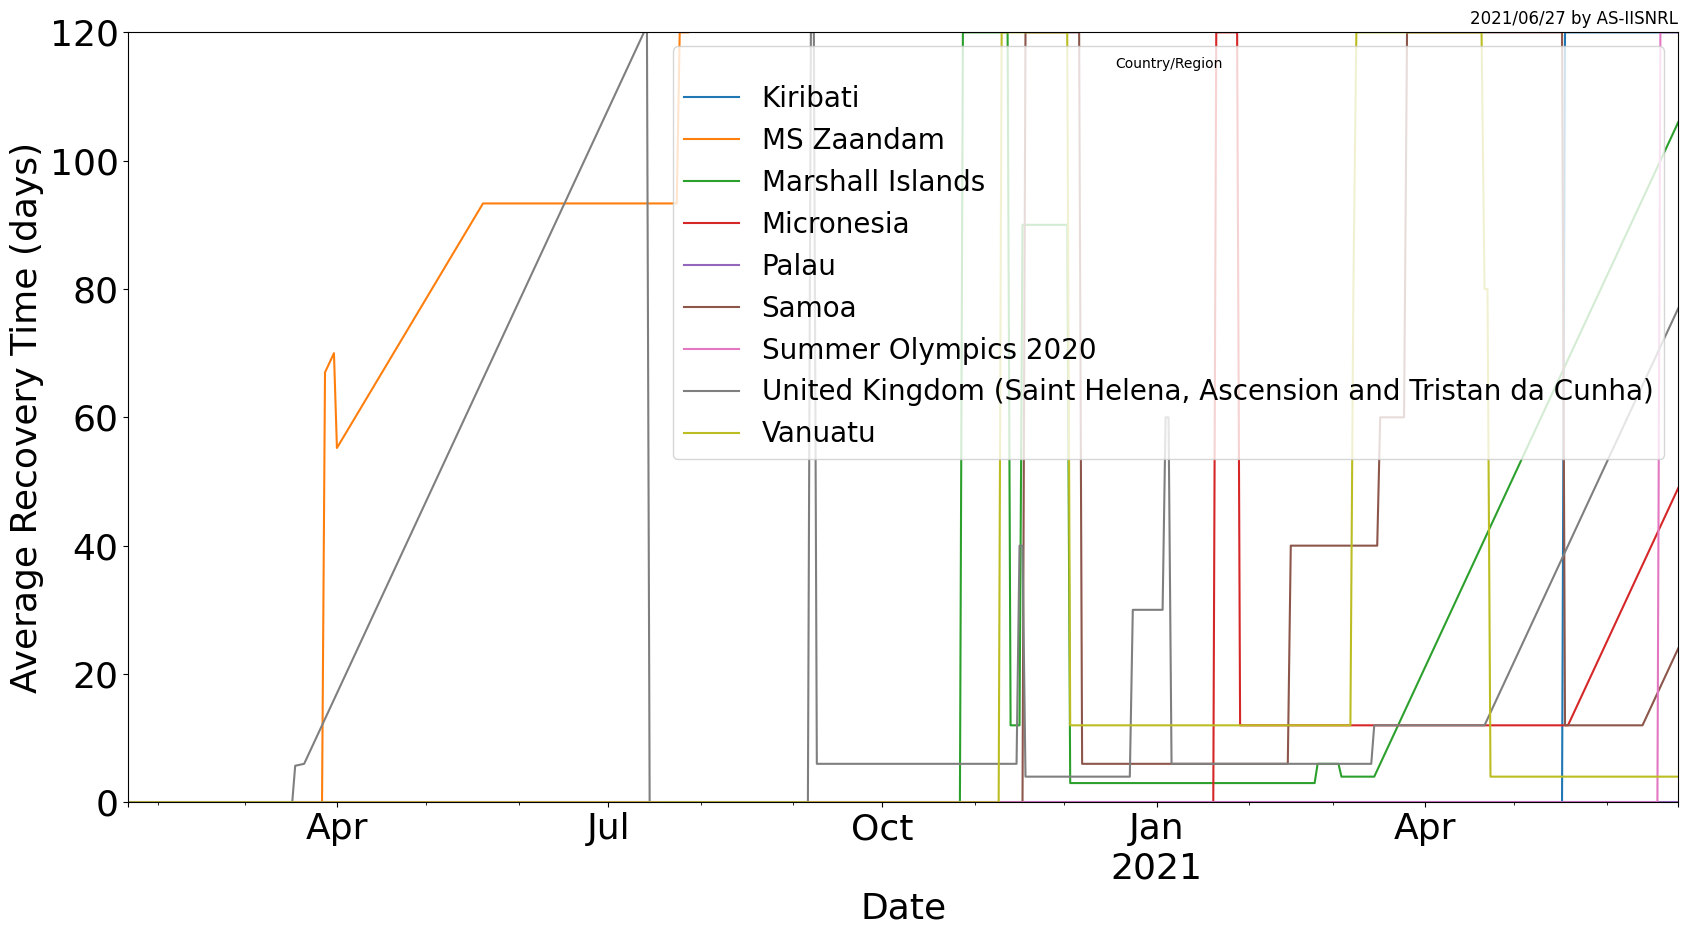 2021/06/27 by AS-IISNRL
120
100
80
60
40
20
0
Average Recovery Time (days)
Country/Region
Kiribati
MS Zaandam
Marshall Islands
Micronesia
Palau
Samoa
Summer Olympics 2020
United Kingdom (Saint Helena, Ascension and Tristan da Cunha)
Vanuatu
Apr
Jul
Oct
Jan
2021
Apr
Date